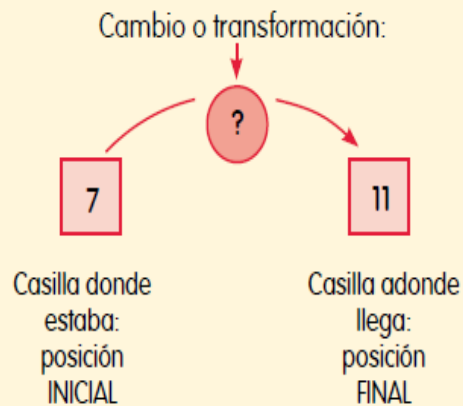 Cambio o transformación:
?
7
11
Casilla donde
estaba:
posición
INICIAL
Casilla adonde
llega:
posición
FINAL